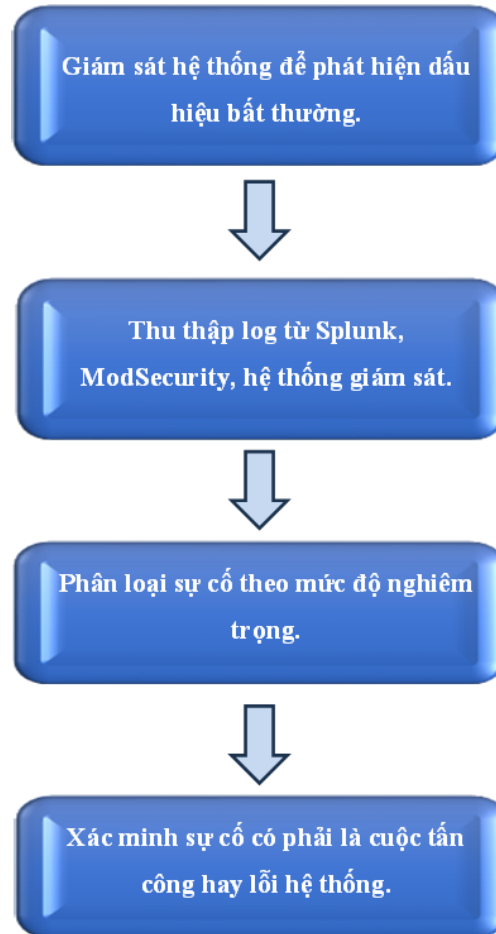 Giám sát hệ thống để phát hiện dấu
hiệu bất thường.
Thu thập log từ Splunk,
ModSecurity, hệ thống giám sát.
Phân loại sự cố theo mức độ nghiêm
trọng.
Xác minh sự cố có phải là cuộc tấn
công hay lỗi hệ thống.